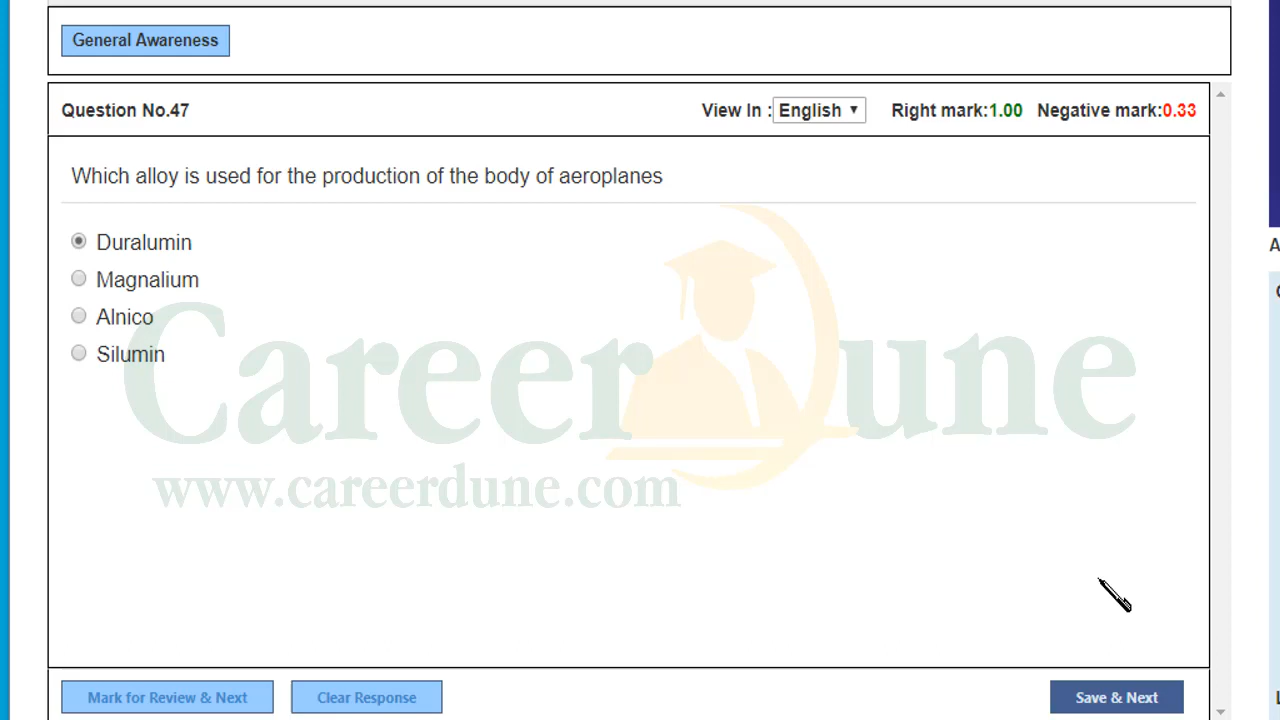 General Awareness
Question No.47
View In : English ▼ Right mark:1.00 Negative mark:0.33
Which alloy is used for the production of the body of aeroplanes
Duralumin
Magnalium
Alnico
Silumin
CareerDune
www.careerdune.com
Mark for Review & Next Clear Response Save & Next